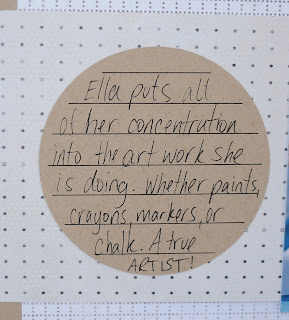 Ella puts all
of her concentration
into the art work she
is doing. Whether paints,
crayons, markers, or
chalk. A true
ARTIST!